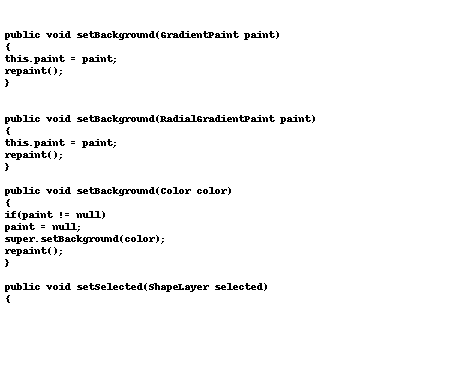 public void setBackground(GradientPaint paint)
{
this.paint = paint;
repaint();
}
public void setBackground(RadialGradientPaint paint)
{
this.paint = paint;
repaint();
}
public void setBackground(Color color)
{
if(paint != null)
paint = null;
super.setBackground(color);
repaint();
}
public void setSelected(ShapeLayer selected)
{